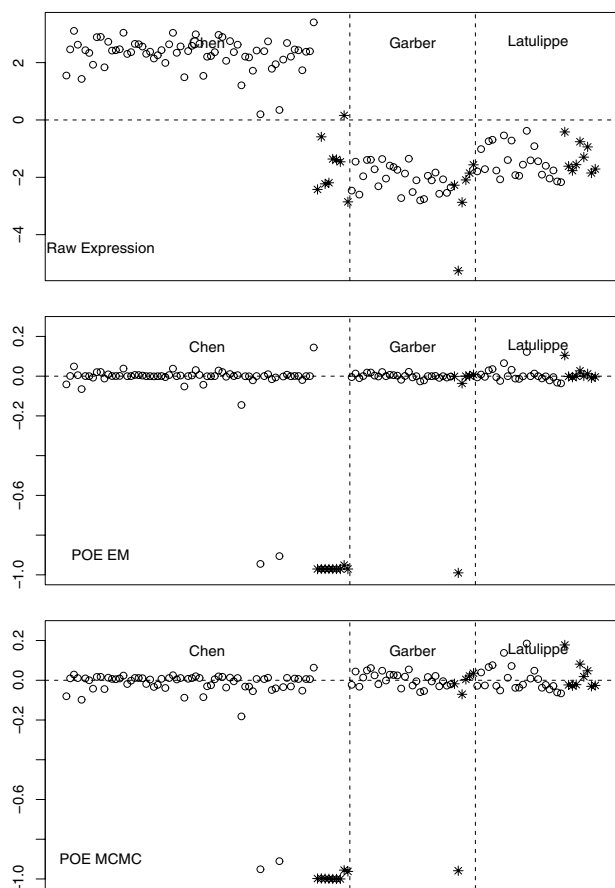 Chen
Garber
Latulippe
2
0
−2
−4
Raw Expression
Chen
Garber
Latulippe
0.2
0.0
−0.2
−0.6
−1.0
POE EM
Chen
Garber
Latulippe
0.2
0.0
−0.2
−0.6
−1.0
POE MCMC